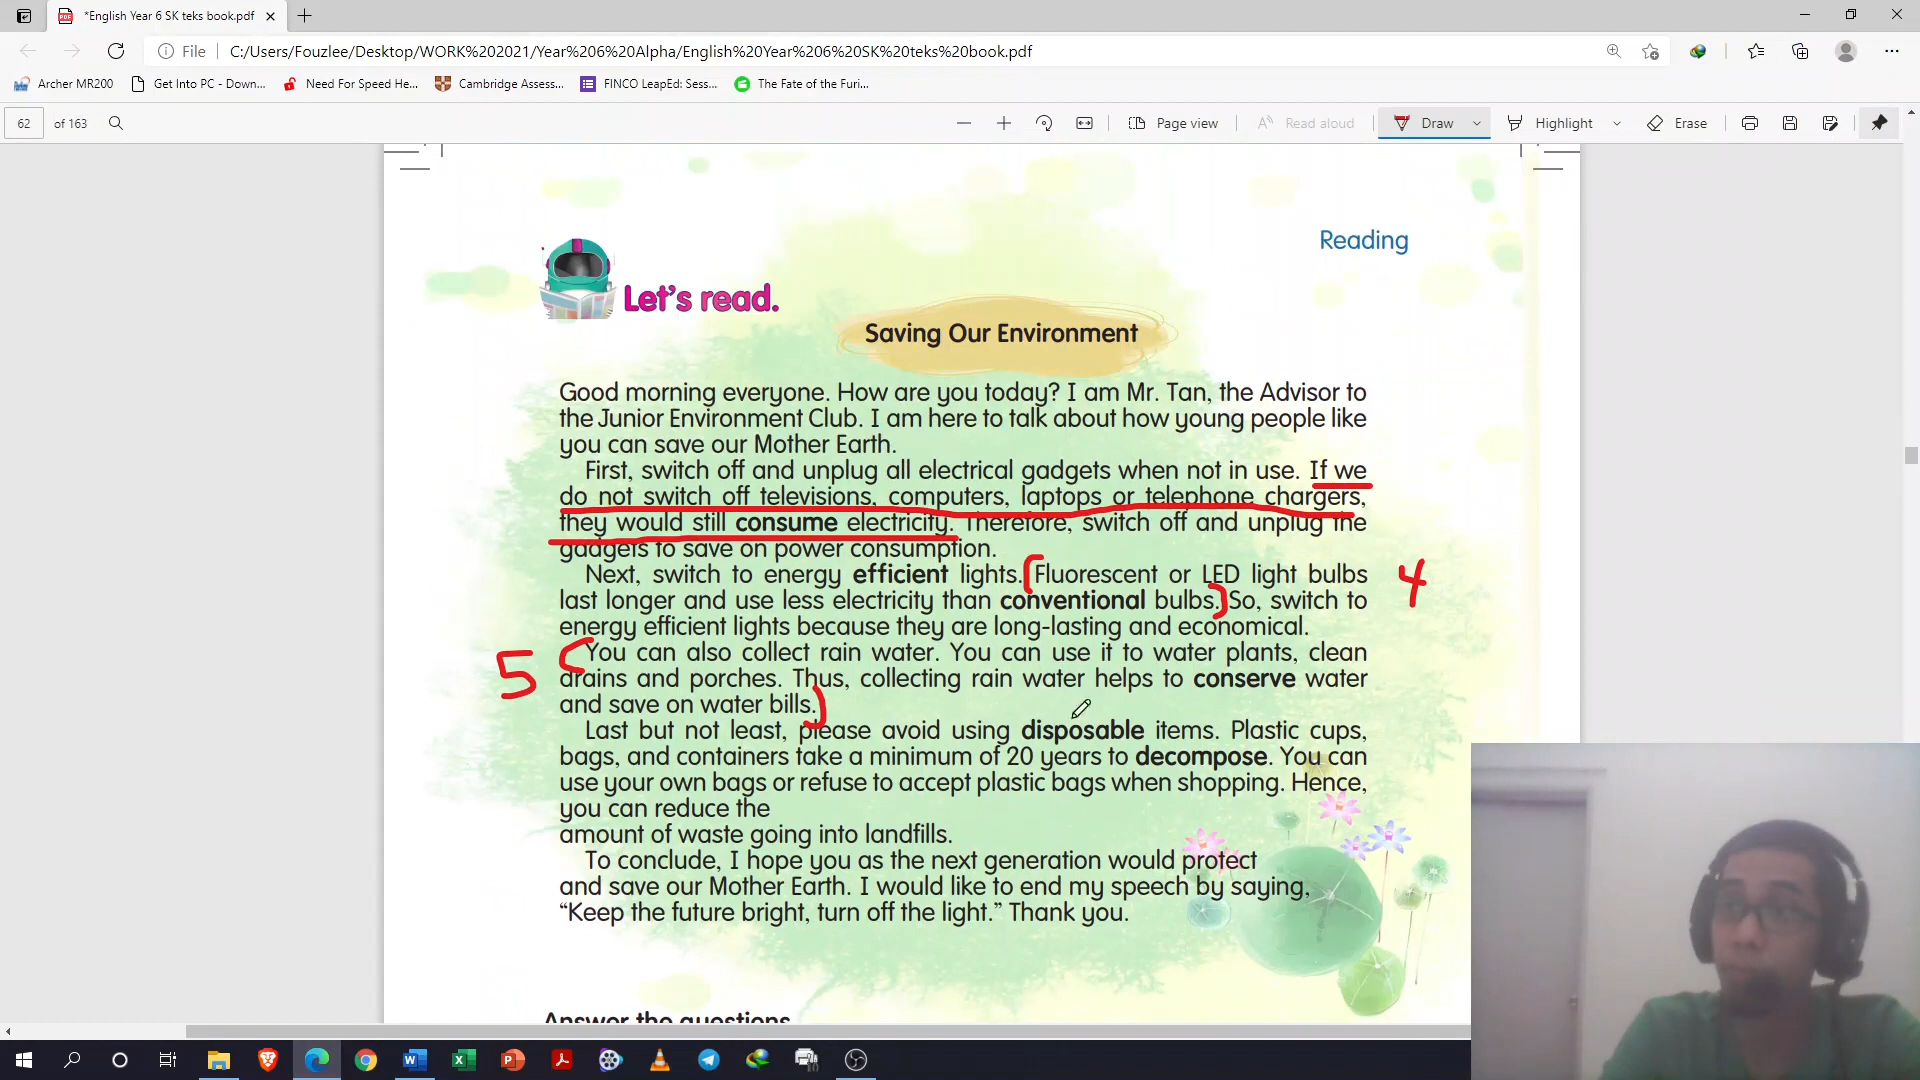 *English Year 6 SK teks book.pdf
File
C:/Users/Fouzlee/Desktop/WORK%202021/Year%206%20Alpha/English%20Year%206%20SK%20teks%20book.pdf
Archer MR200
Get Into PC - Down...
Need For Speed He...
Cambridge Assess...
FINCO LeapEd: Sess...
The Fate of the Furi...
62 of 163
Page view
Read aloud
Draw
Highlight
Erase
Reading
Let's read.
Saving Our Environment
Good morning everyone. How are you today? I am Mr. Tan, the Advisor to
the Junior Environment Club. I am here to talk about how young people like
you can save our Mother Earth.
First, switch off and unplug all electrical gadgets when not in use. If we
do not switch off televisions, computers, laptops or telephone chargers,
they would still consume electricity. Therefore, switch off and unplug the
gadgets to save on power consumption.
Next, switch to energy efficient lights. Fluorescent or LED light bulbs
4
last longer and use less electricity than conventional bulbs. So, switch to
energy efficient lights because they are long-lasting and economical.
5
You can also collect rain water. You can use it to water plants, clean
drains and porches. Thus, collecting rain water helps to conserve water
and save on water bills.
Last but not least, please avoid using disposable items. Plastic cups,
bags, and containers take a minimum of 20 years to decompose. You can
use your own bags or refuse to accept plastic bags when shopping. Hence,
you can reduce the
amount of waste going into landfills.
To conclude, I hope you as the next generation would protect
and save our Mother Earth. I would like to end my speech by saying,
“Keep the future bright, turn off the light.” Thank you.
Answer the questions